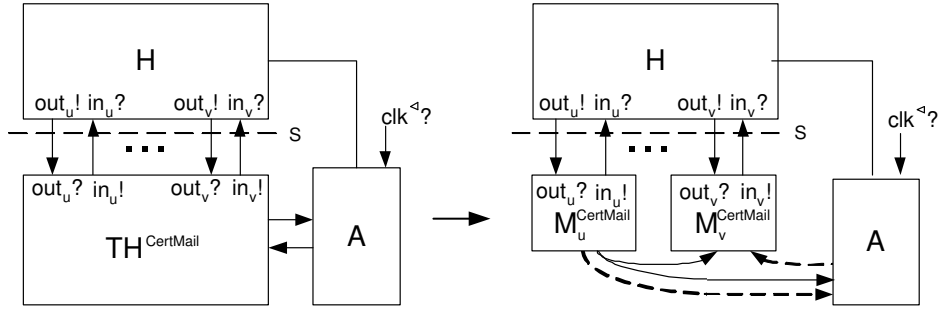 H
out_u! in_u? out_v! in_v?
S
clk^⊲?
out_u? in_u! out_v? in_v!
TH^CertMail
A
H
out_u! in_u? out_v! in_v?
S
clk^⊲?
out_u? in_u! out_v? in_v!
M_u^CertMail M_v^CertMail
A